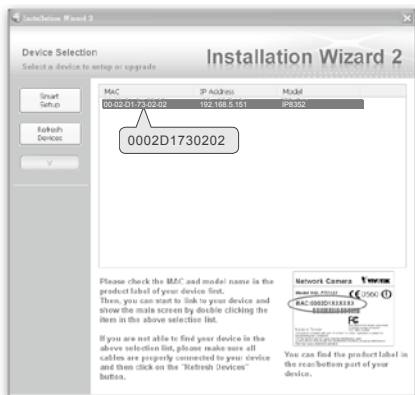 Installation Wizard 2
Device Selection
Select a device to setup or upgrade
Installation Wizard 2
Smart Setup
Refresh Devices
MAC IP Address Model
00-02-D1-73-02-02 192.168.5.151 IP8352
0002D1730202
Please check the MAC and model name in the
product label of your device first.
Then, you can start to link to your device and
show the main screen by double clicking the
item in the above selection list.
If you are not able to find your device in the
above selection list, please make sure all
cables are properly connected to your device
and then click on the "Refresh Devices"
button.
Network Camera VIVOTEK
0560
MAC:0002D1XXXXXX
FC
You can find the product label in
the rear/bottom part of your
device.